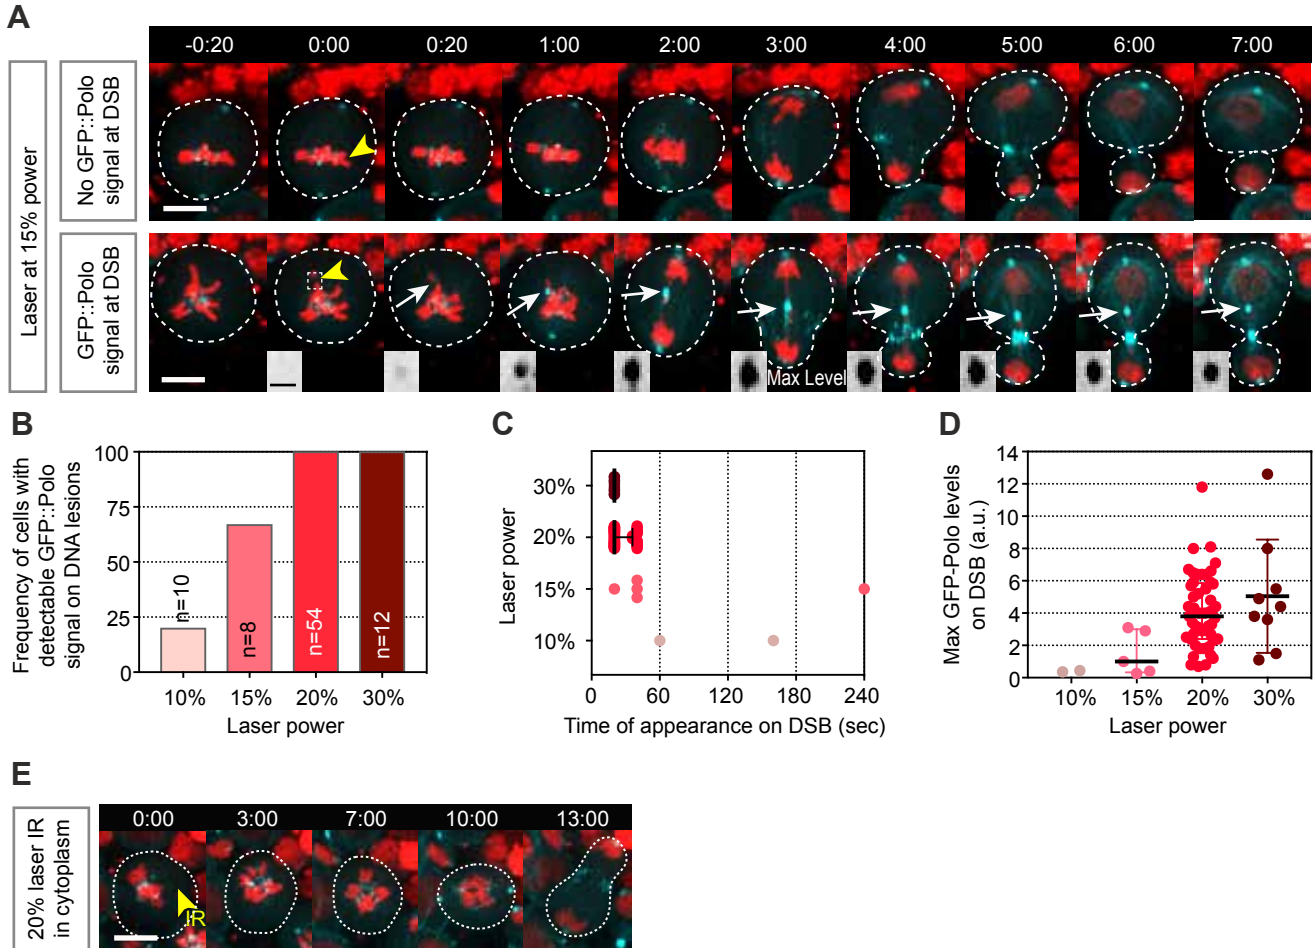 A
-0:20 0:00 0:20 1:00 2:00 3:00 4:00 5:00 6:00 7:00
Laser at 15% power
No GFP::Polo
signal at DSB
GFP::Polo
signal at DSB
Max Level
B
Frequency of cells with
detectable GFP::Polo
signal on DNA lesions
100
75
50
25
0
n=10
n=8
n=54
n=12
10% 15% 20% 30%
Laser power
C
Laser power
30%
20%
15%
10%
0 60 120 180 240
Time of appearance on DSB (sec)
D
Max GFP-Polo levels
on DSB (a.u.)
14
12
10
8
6
4
2
0
10% 15% 20% 30%
Laser power
E
20% laser IR
in cytoplasm
0:00 3:00 7:00 10:00 13:00
IR